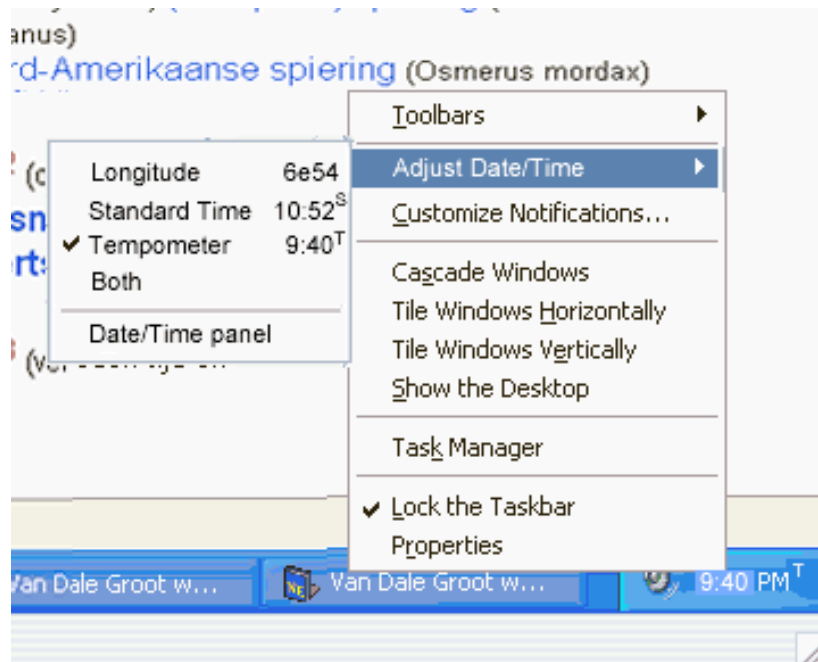 anus)
rd-Amerikaanse spiering (Osmerus mordax)
Toolbars
Adjust Date/Time
Customize Notifications...
Cascade Windows
Tile Windows Horizontally
Tile Windows Vertically
Show the Desktop
Task Manager
Lock the Taskbar
Properties
Longitude 6e54
Standard Time 10:52S
Tempometer 9:40T
Both
Date/Time panel
Van Dale Groot w...
Van Dale Groot w...
9:40 PM T